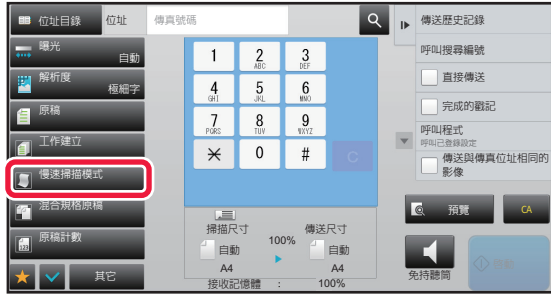 位址目錄
位址
傳真號碼
曝光
自動
解析度
極細字
原稿
工作建立
慢速掃描模式
混合規格原稿
原稿計數
其它
1
2
ABC
3
DEF
4
GHI
5
JKL
6
MNO
7
PQRS
8
TUV
9
WXYZ
0
#
C
掃描尺寸
自動
A4
100%
傳送尺寸
自動
A4
接收記憶體 : 100%
傳送歷史記錄
呼叫搜尋編號
直接傳送
完成的戳記
呼叫程式
呼叫已登錄設定
傳送與傳真位址相同的
影像
預覽
CA
免持聽筒
啓動